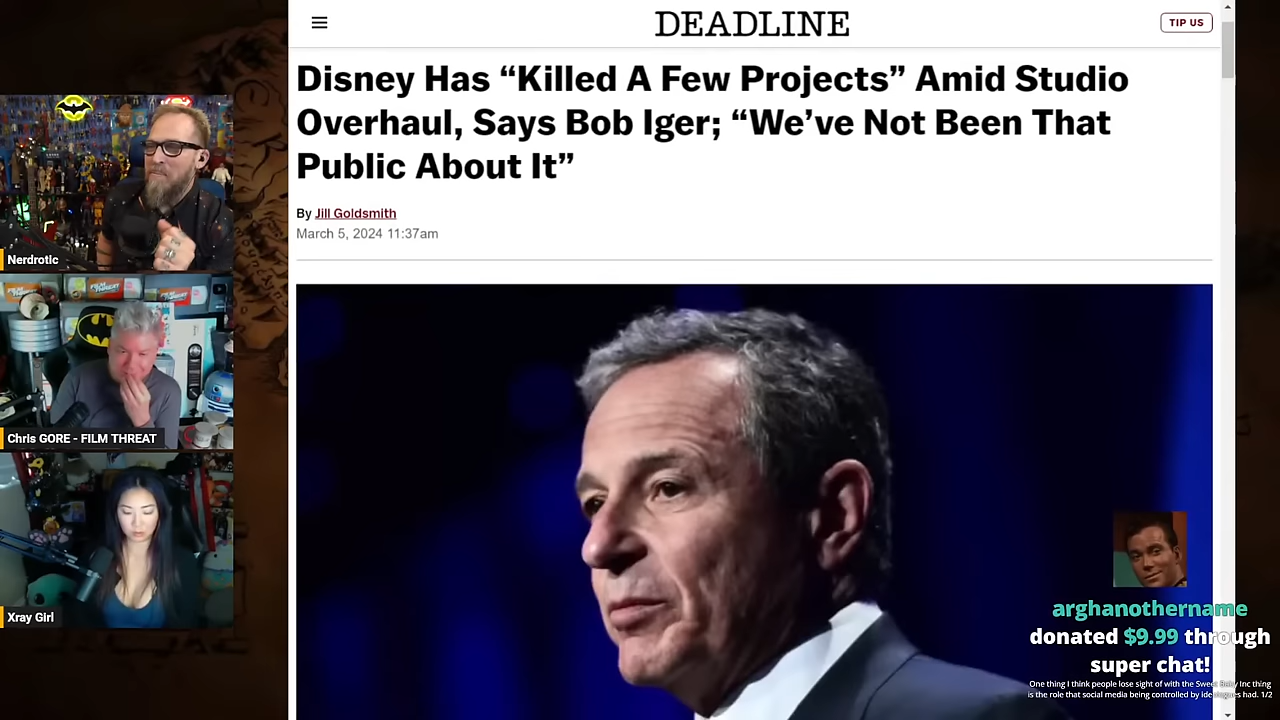 DEADLINE
TIP US
Disney Has “Killed A Few Projects” Amid Studio
Overhaul, Says Bob Iger; “We’ve Not Been That
Public About It”
By Jill Goldsmith
March 5, 2024 11:37am
Nerdrotic
Chris GORE - FILM THREAT
Xray Girl
arghanothername
donated $9.99 through
super chat!
One thing I think people lose sight of with the Sweet Baby Inc thing
is the role that social media being controlled by ideologues had. 1/2